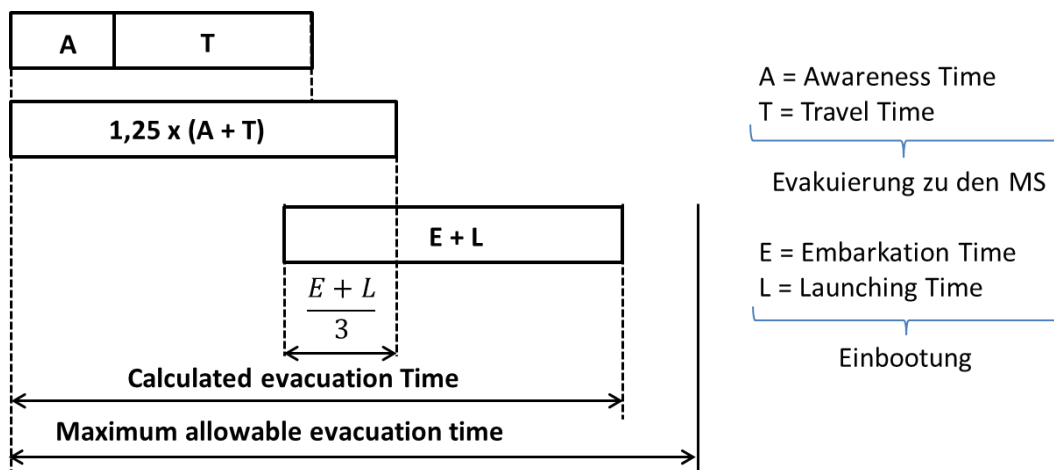 A T
1,25 x (A + T)
E + L
E + L
3
Calculated evacuation Time
Maximum allowable evacuation time
A = Awareness Time
T = Travel Time
Evakuierung zu den MS
E = Embarkation Time
L = Launching Time
Einbootung